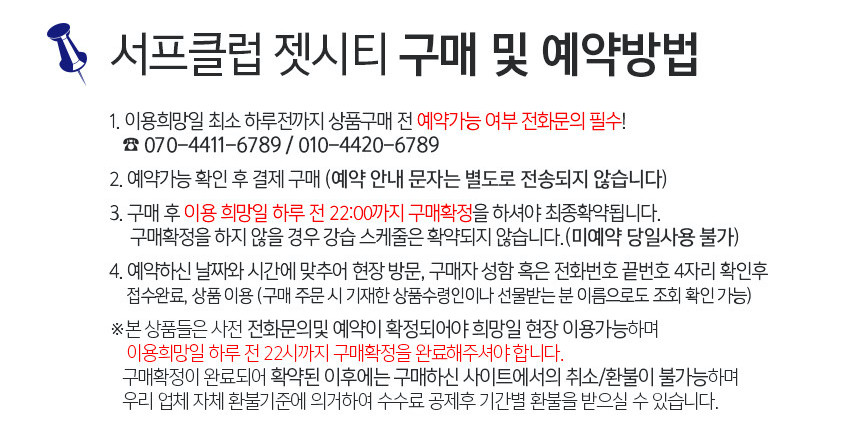 서프클럽 젯시티 구매 및 예약방법
1. 이용희망일 최소 하루전까지 상품구매 전 예약가능 여부 전화문의 필수!
☎ 070-4411-6789 / 010-4420-6789
2. 예약가능 확인 후 결제 구매 (예약 안내 문자는 별도로 전송되지 않습니다)
3. 구매 후 이용 희망일 하루 전 22:00까지 구매확정을 하셔야 최종확약됩니다.
구매확정을 하지 않을 경우 강습 스케줄은 확약되지 않습니다.(미예약 당일사용 불가)
4. 예약하신 날짜와 시간에 맞추어 현장 방문, 구매자 성함 혹은 전화번호 끝번호 4자리 확인후
접수완료, 상품 이용 (구매 주문 시 기재한 상품수령인이나 선물받는 분 이름으로도 조회 확인 가능)
※본 상품들은 사전 전화문의및 예약이 확정되어야 희망일 현장 이용가능하며
이용희망일 하루 전 22시까지 구매확정을 완료해주셔야 합니다.
구매확정이 완료되어 확약된 이후에는 구매하신 사이트에서의 취소/환불이 불가능하며
우리 업체 자체 환불기준에 의거하여 수수료 공제후 기간별 환불을 받으실 수 있습니다.